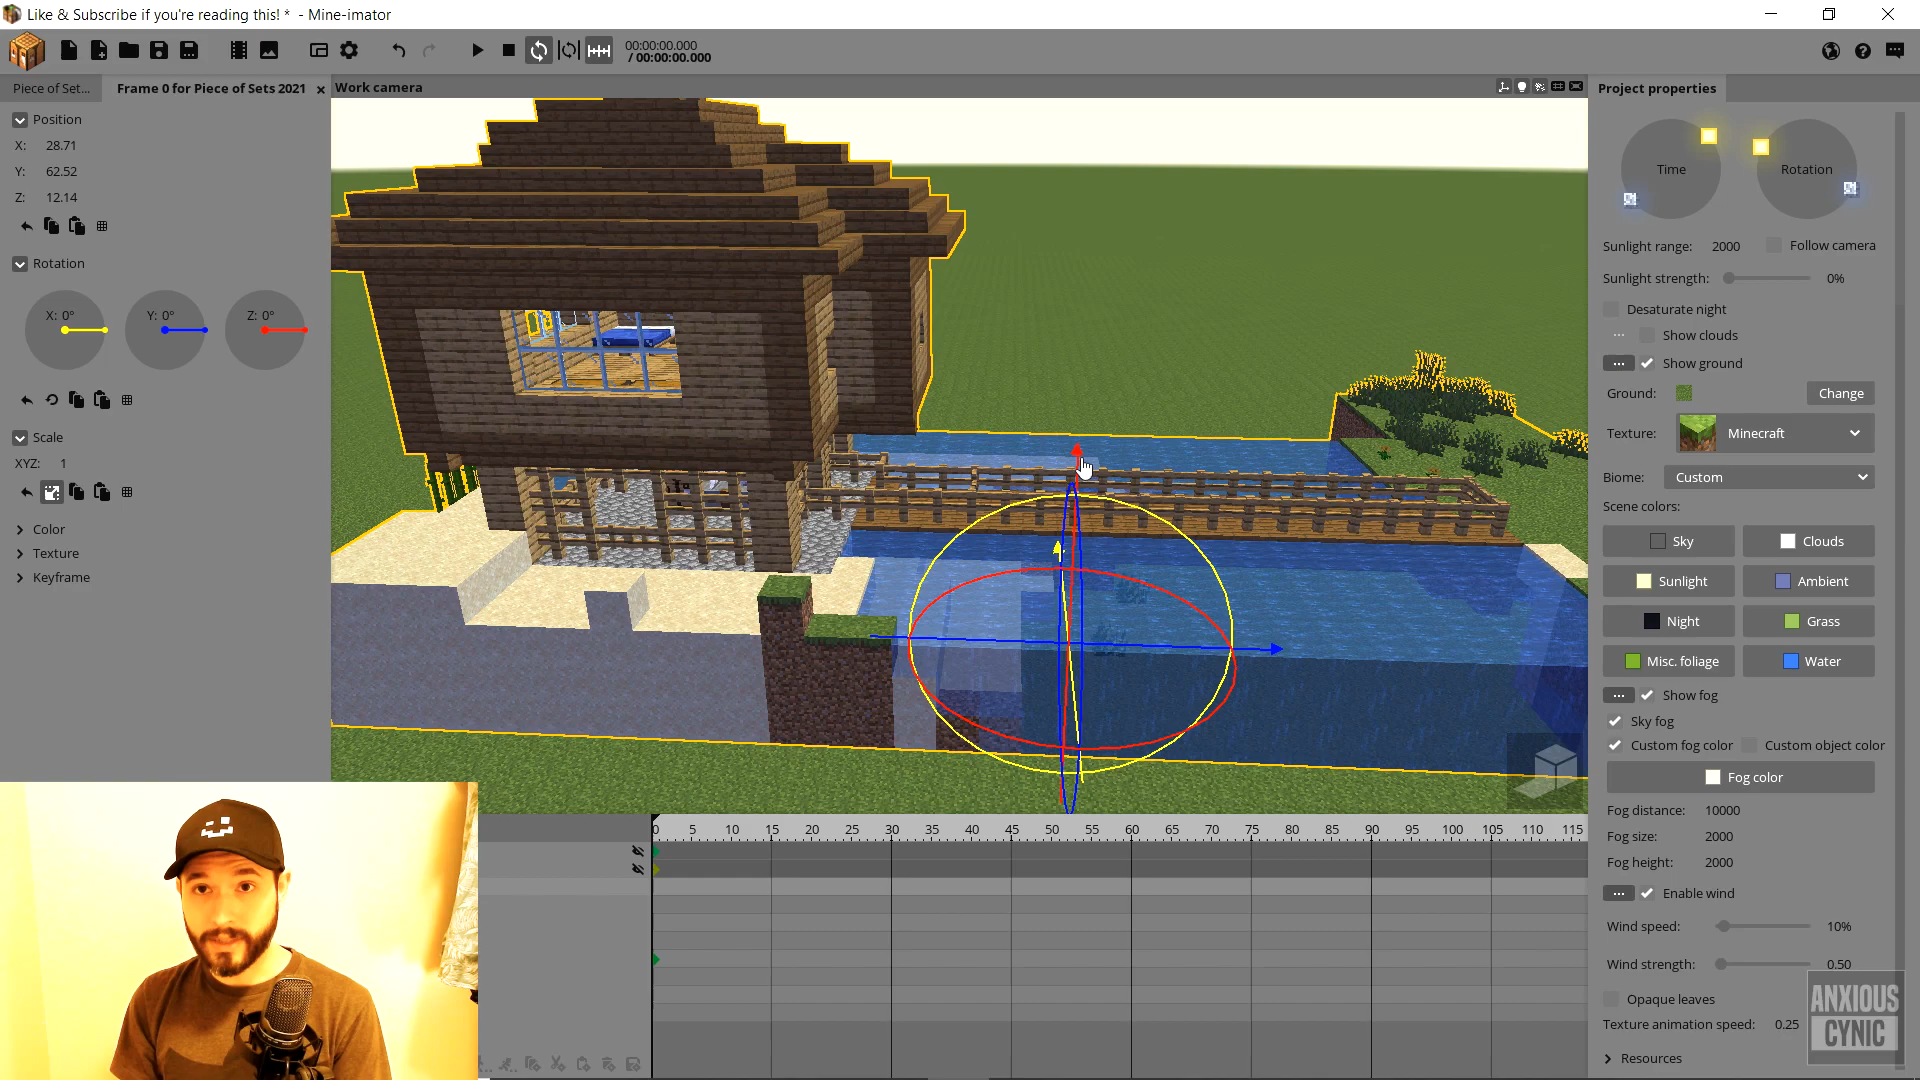 Like & Subscribe if you're reading this! * - Mine-imator
00:00:00.000
/ 00:00:00.000
Piece of Set...
Frame 0 for Piece of Sets 2021
Work camera
Project properties
Position
X: 28.71
Y: 62.52
Z: 12.14
Rotation
X: 0°
Y: 0°
Z: 0°
Scale
XYZ: 1
Color
Texture
Keyframe
Time
Rotation
Sunlight range: 2000
Follow camera
Sunlight strength: 0%
Desaturate night
Show clouds
Show ground
Ground:
Change
Texture:
Minecraft
Biome:
Custom
Scene colors:
Sky
Clouds
Sunlight
Ambient
Night
Grass
Misc. foliage
Water
Show fog
Sky fog
Custom fog color
Custom object color
Fog color
Fog distance: 10000
Fog size: 2000
Fog height: 2000
Enable wind
Wind speed: 10%
Wind strength: 0.50
Opaque leaves
Texture animation speed: 0.25
Resources
0 5 10 15 20 25 30 35 40 45 50 55 60 65 70 75 80 85 90 95 100 105 110 115
ANXIOUS
CYNIC